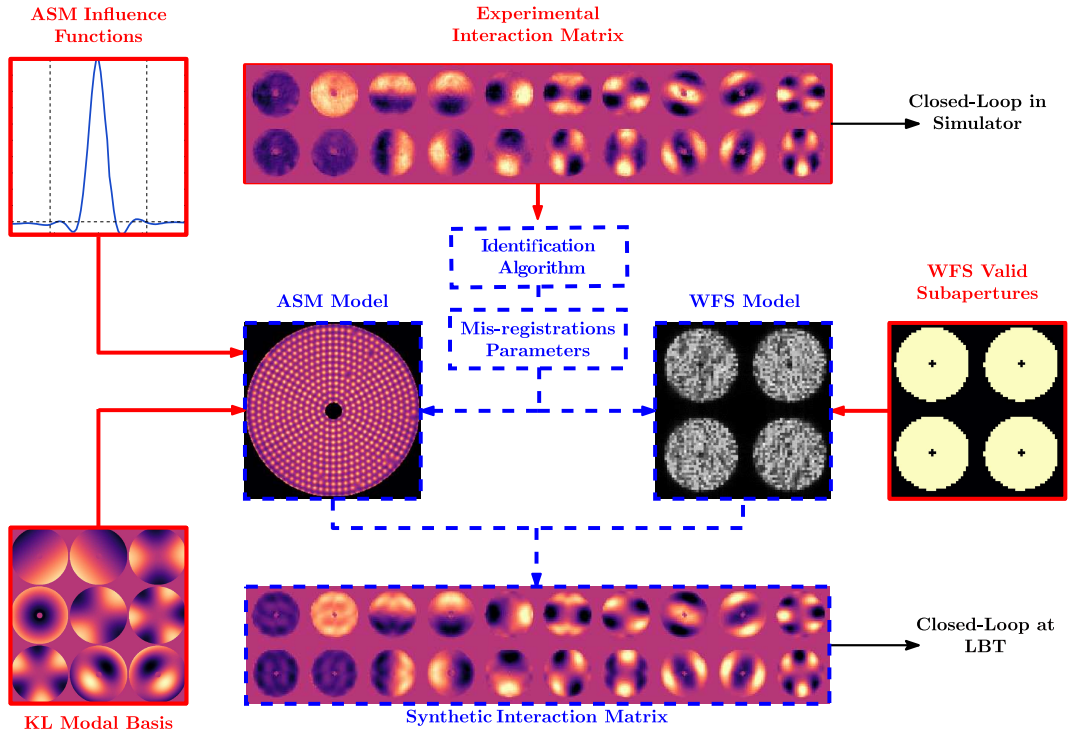 ASM Influence
Functions
Experimental
Interaction Matrix
Closed-Loop in
Simulator
Identification
Algorithm
ASM Model
WFS Model
WFS Valid
Subapertures
Mis-registrations
Parameters
Closed-Loop at
LBT
KL Modal Basis
Synthetic Interaction Matrix